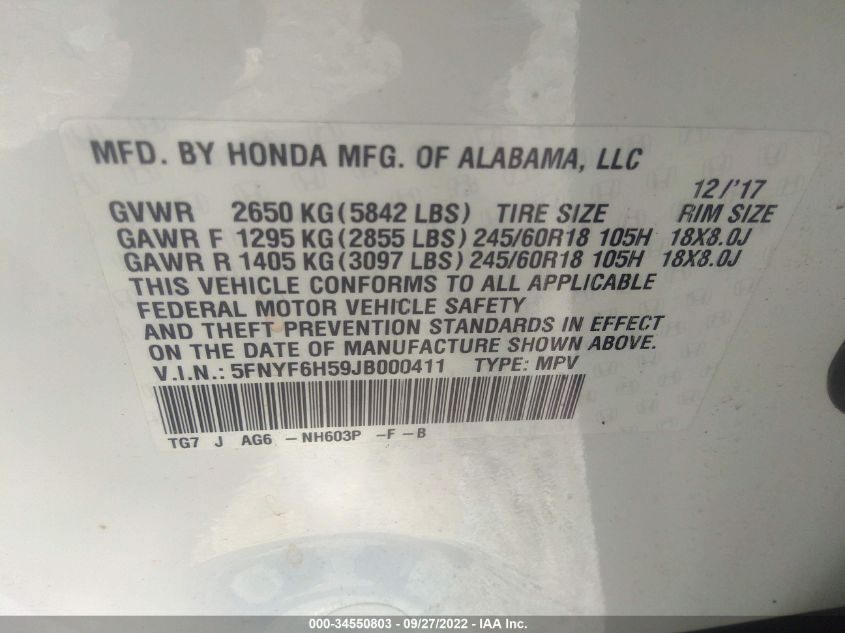 MFD. BY HONDA MFG. OF ALABAMA, LLC
12/'17
GVWR 2650 KG (5842 LBS) TIRE SIZE RIM SIZE
GAWR F 1295 KG (2855 LBS) 245/60R18 105H 18X8.0J
GAWR R 1405 KG (3097 LBS) 245/60R18 105H 18X8.0J
THIS VEHICLE CONFORMS TO ALL APPLICABLE
FEDERAL MOTOR VEHICLE SAFETY
AND THEFT PREVENTION STANDARDS IN EFFECT
ON THE DATE OF MANUFACTURE SHOWN ABOVE.
V.I.N.: 5FNYF6H59JB000411 TYPE: MPV
TG7 J AG6 -NH603P -F-B
000-34550803 - 09/27/2022 - IAA Inc.